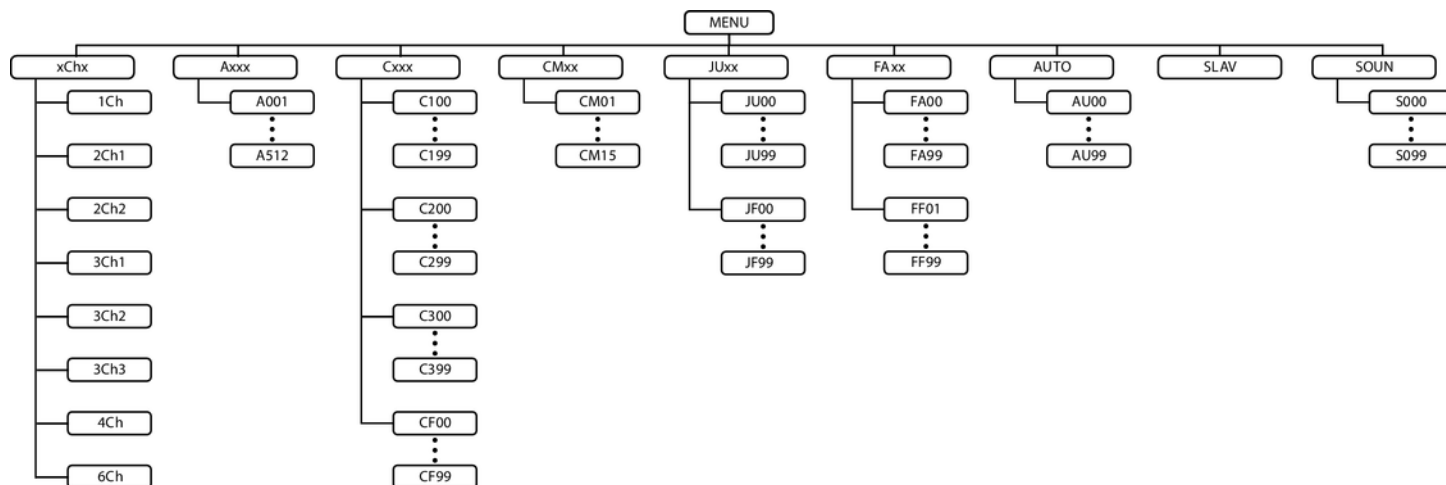 MENU
xChx
Axxx
Cxxx
CMxx
JUxx
FAxx
AUTO
SLAV
SOUN
1Ch
A001
C100
CM01
JU00
FA00
AU00
S000
2Ch1
A512
C199
CM15
JU99
FA99
AU99
S099
2Ch2
C200
JF00
FF01
3Ch1
C299
JF99
FF99
3Ch2
C300
3Ch3
C399
4Ch
CF00
6Ch
CF99